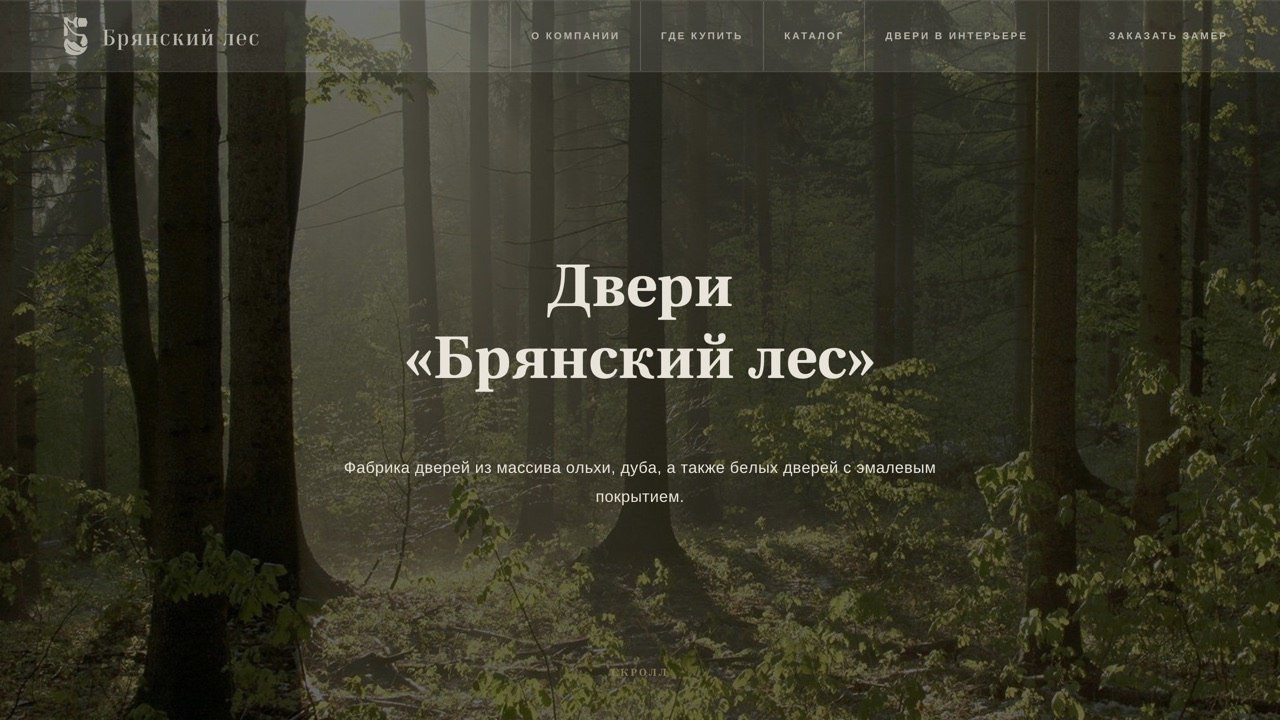 Брянский лес
О КОМПАНИИ
ГДЕ КУПИТЬ
КАТАЛОГ
ДВЕРИ В ИНТЕРЬЕРЕ
ЗАКАЗАТЬ ЗАМЕР
Двери
«Брянский лес»
Фабрика дверей из массива ольхи, дуба, а также белых дверей с эмалевым
покрытием.
СКРОЛЛ